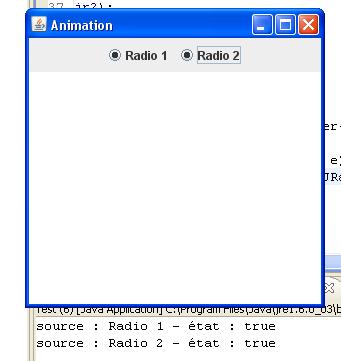 37 jr2);
Animation
Radio 1 Radio 2
er-
e)
JRa
Test (6) [Java Application] C:\Program Files\Java\jre1.6.0_03\b
source : Radio 1 - état : true
source : Radio 2 - état : true